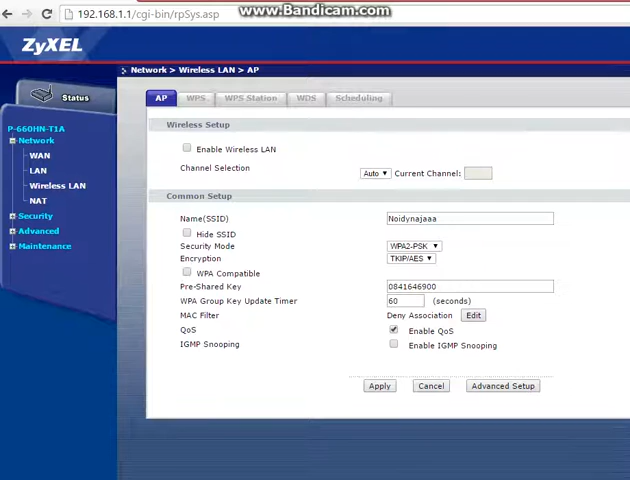 192.168.1.1/cgi-bin/rpSys.asp
www.Bandicam.com
ZyXEL
Network > Wireless LAN > AP
Status
AP WPS WPS Station WDS Scheduling
P-660HN-T1A
Network
WAN
LAN
Wireless LAN
NAT
Security
Advanced
Maintenance
Wireless Setup
Enable Wireless LAN
Channel Selection Auto Current Channel:
Common Setup
Name(SSID) Noidynajaaa
Hide SSID
Security Mode WPA2-PSK
Encryption TKIP/AES
WPA Compatible
Pre-Shared Key 0841646900
WPA Group Key Update Timer 60 (seconds)
MAC Filter Deny Association Edit
QoS Enable QoS
IGMP Snooping Enable IGMP Snooping
Apply Cancel Advanced Setup